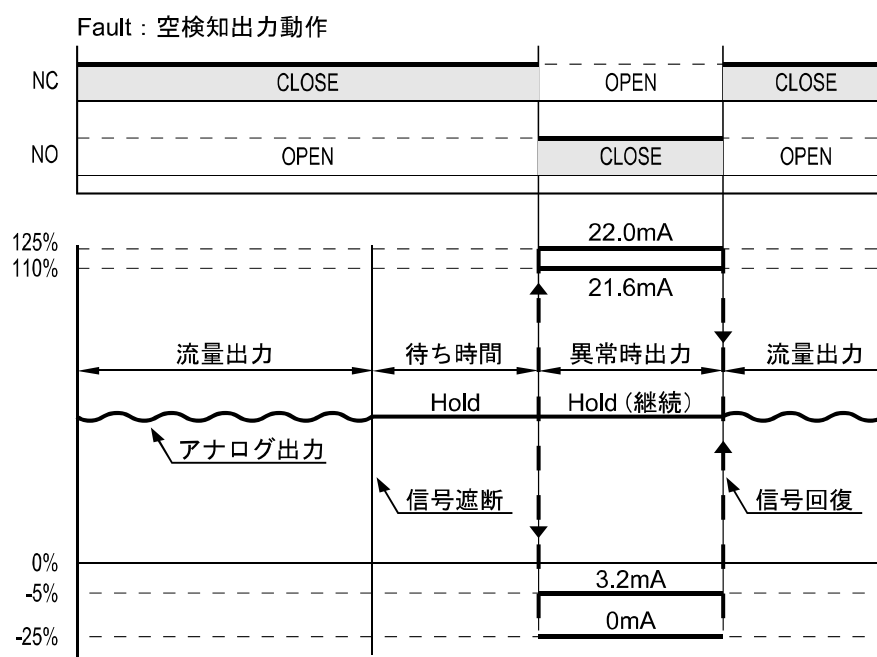 Fault：空検知出力動作
NC CLOSE OPEN CLOSE
NO OPEN CLOSE OPEN
125% 22.0mA
110% 21.6mA
流量出力 待ち時間 異常時出力 流量出力
Hold Hold（継続）
アナログ出力
信号遮断 信号回復
0%
-5% 3.2mA
-25% 0mA